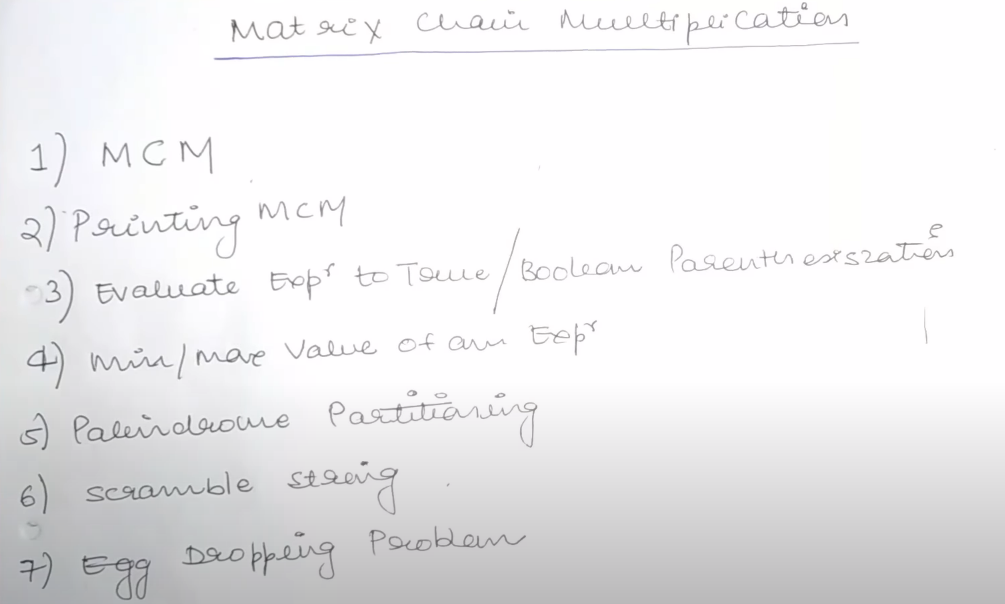 Matrix Chain Multiplication
1) MCM
2) Printing MCM
3) Evaluate Expr to True/Boolean Parenthesization
4) Min/Max Value of an Expr
5) Palindrome Partitioning
6) Scramble String
7) Egg Dropping Problem